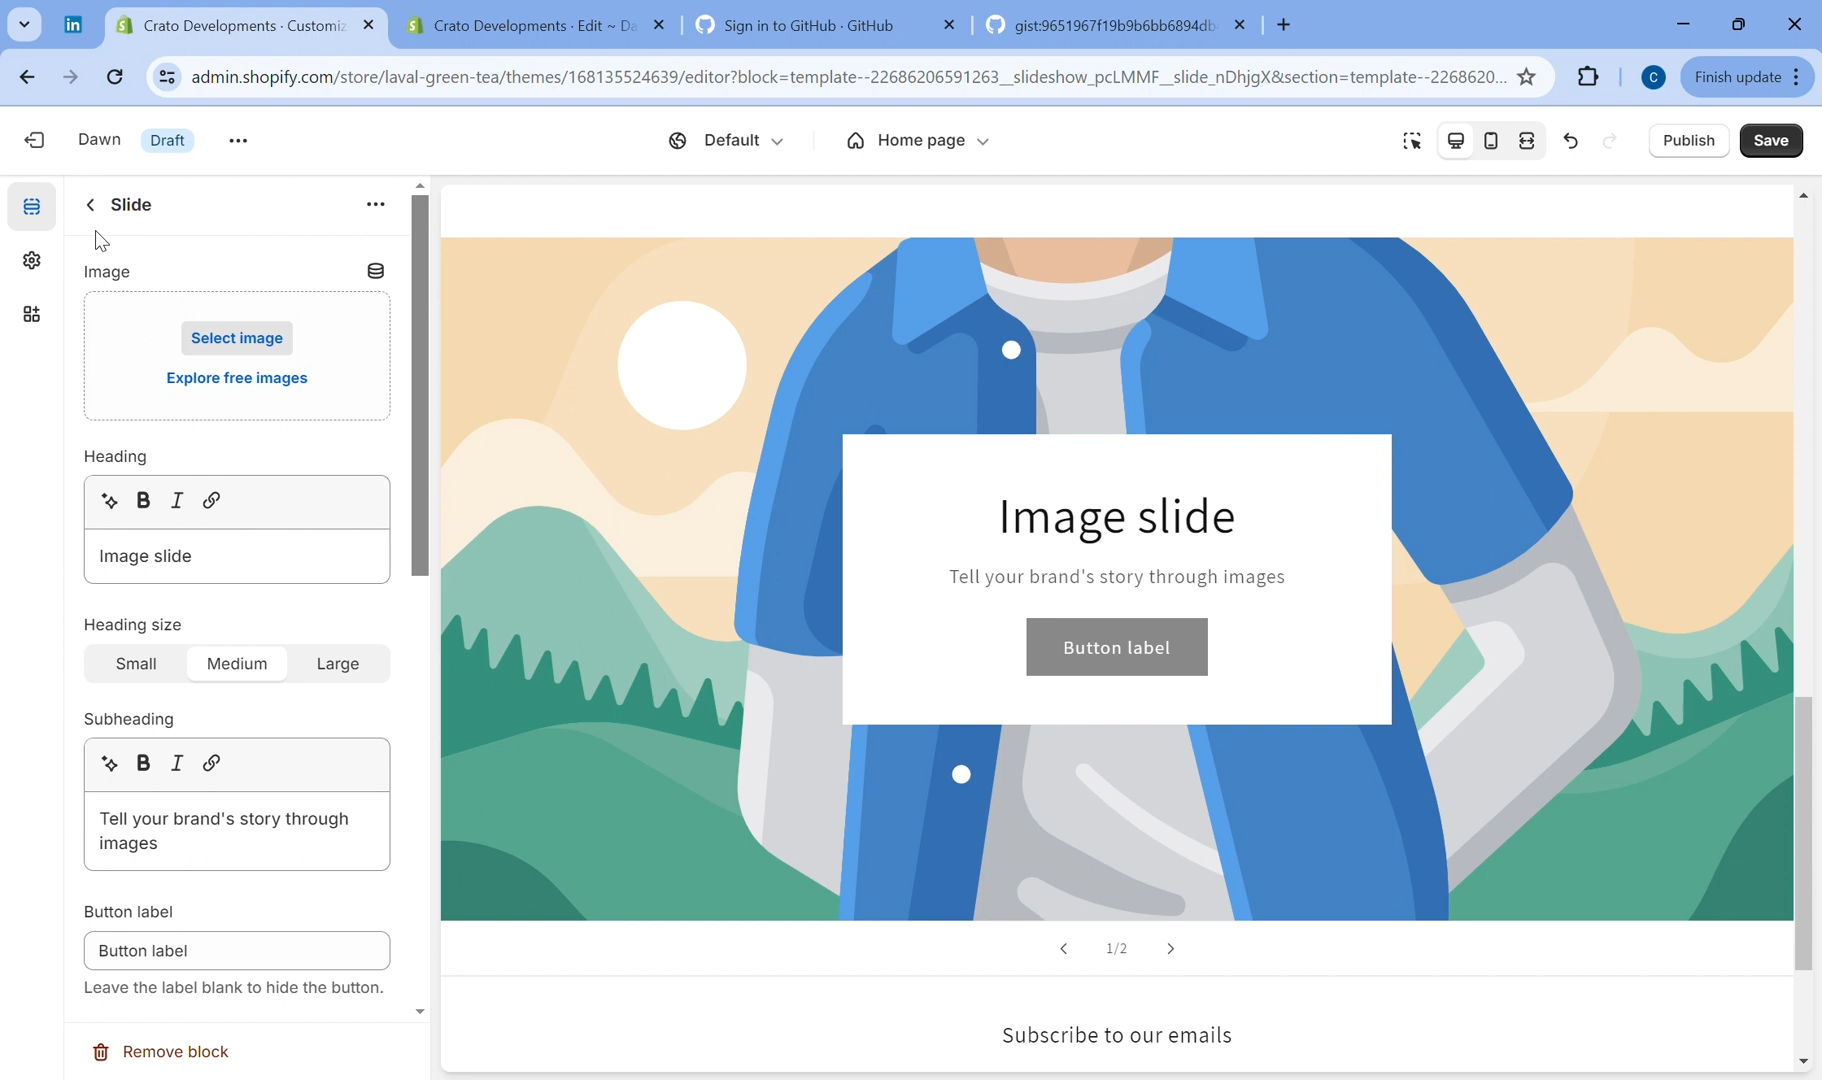 Crato Developments · Customiz
Crato Developments · Edit ~ Da
Sign in to GitHub · GitHub
gist:9651967f19b9b6bb6894db
admin.shopify.com/store/laval-green-tea/themes/168135524639/editor?block=template--22686206591263__slideshow_pcLMMF__slide_nDhjgX&section=template--2268620...
C
Finish update
Dawn
Draft
Default
Home page
Publish
Save
Slide
Image
Select image
Explore free images
Heading
B I
Image slide
Heading size
Small
Medium
Large
Subheading
B I
Tell your brand's story through
images
Button label
Button label
Leave the label blank to hide the button.
Remove block
Image slide
Tell your brand's story through images
Button label
1/2
Subscribe to our emails